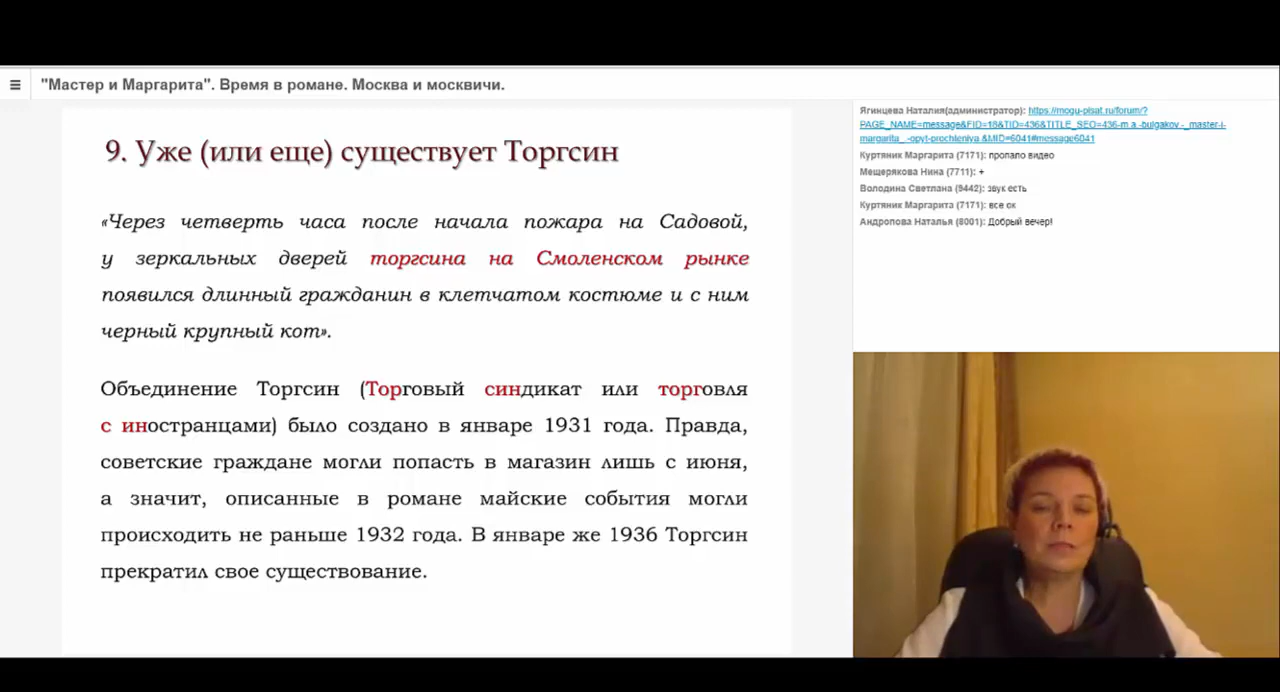 "Мастер и Маргарита". Время в романе. Москва и москвичи.
9. Уже (или еще) существует Торгсин
«Через четверть часа после начала пожара на Садовой,
у зеркальных дверей торгсина на Смоленском рынке
появился длинный гражданин в клетчатом костюме и с ним
черный крупный кот».
Объединение Торгсин (Торговый синдикат или торговля
с иностранцами) было создано в январе 1931 года. Правда,
советские граждане могли попасть в магазин лишь с июня,
а значит, описанные в романе майские события могли
происходить не раньше 1932 года. В январе же 1936 Торгсин
прекратил свое существование.
Ягинцева Наталия(администратор): https://mogu-pisat.ru/forum/?
PAGE_NAME=message&FID=18&TID=436&TITLE_SEO=436-m.a.-bulgakov.-_master-i-
margarita_.-opyt-prochteniya.&MID=6041#message6041
Куртяник Маргарита (7171): пропало видео
Мещерякова Нина (7711): +
Володина Светлана (9442): звук есть
Куртяник Маргарита (7171): все ок
Андропова Наталья (8001): Добрый вечер!